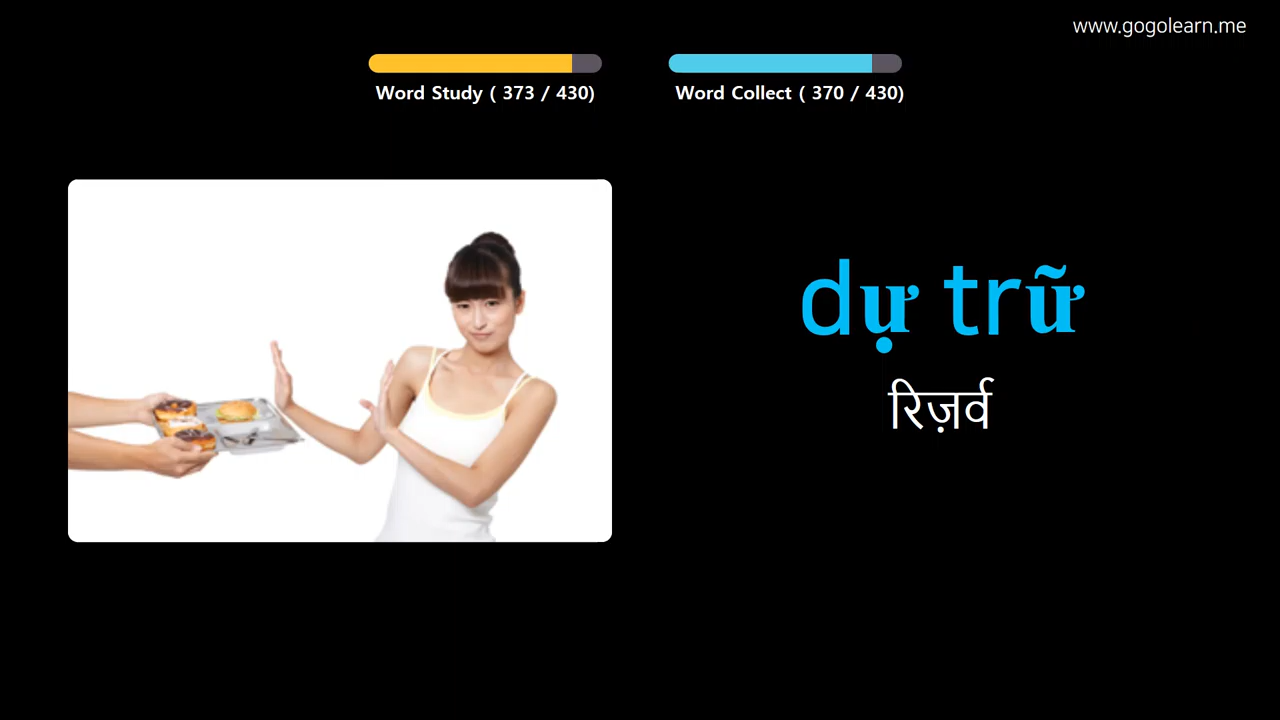 www.gogolearn.me
Word Study ( 373 / 430)
Word Collect ( 370 / 430)
dự trữ
रिज़र्व